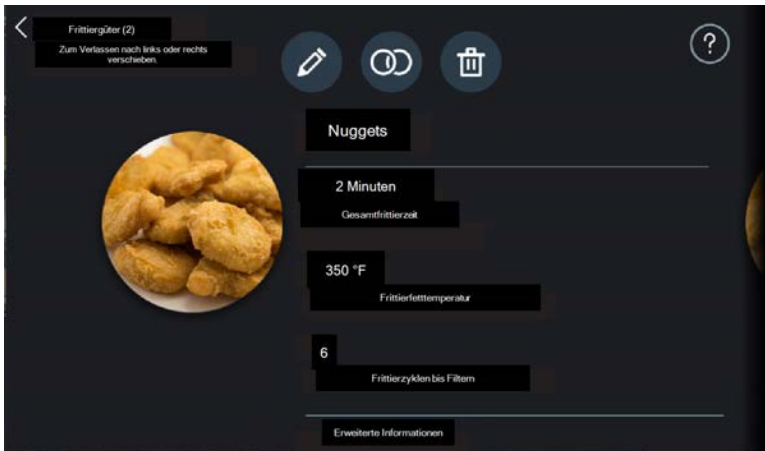 Frittiergüter (2)
Zum Verlassen nach links oder rechts
verschieben.
?
Nuggets
2 Minuten
Gesamtfrittierzeit
350 °F
Frittierfetttemperatur
6
Frittierzyklen bis Filtern
Erweiterte Informationen